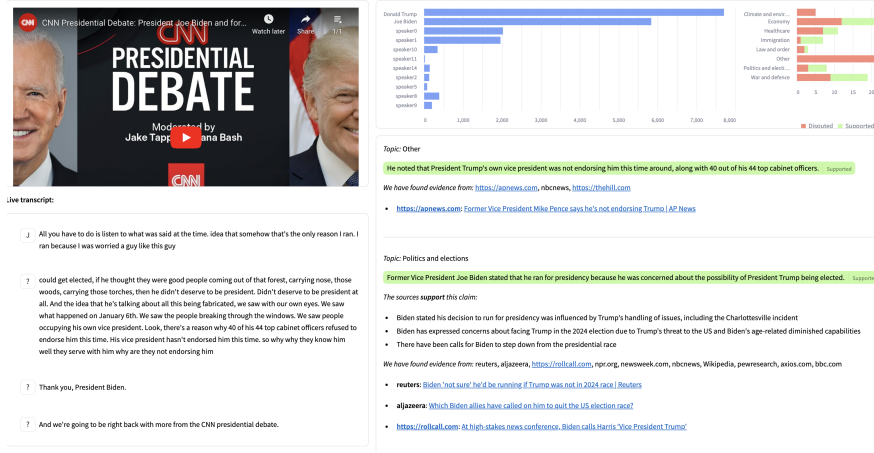 CNN Presidential Debate: President Joe Biden and for...
Watch later
Share
1/1
CNN
PRESIDENTIAL
DEBATE
Moderated by
Jake Tapp ana Bash
CNN
Live transcript:
J
All you have to do is listen to what was said at the time. idea that somehow that's the only reason I ran. I
ran because I was worried a guy like this guy
?
could get elected, if he thought they were good people coming out of that forest, carrying nose, those
woods, carrying those torches, then he didn't deserve to be president. Didn't deserve to be president at
all. And the idea that he's talking about all this being fabricated, we saw with our own eyes. We saw
what happened on January 6th. We saw the people breaking through the windows. We saw people
occupying his own vice president. Look, there's a reason why 40 of his 44 top cabinet officers refused to
endorse him this time. His vice president hasn't endorsed him this time. so why why they know him
well they serve with him why are they not endorsing him
?
Thank you, President Biden.
?
And we're going to be right back with more from the CNN presidential debate.
Donald Trump
Joe Biden
speaker0
speaker1
speaker10
speaker11
speaker14
speaker2
speaker5
speaker8
speaker9
0 1,000 2,000 3,000 4,000 5,000 6,000 7,000 8,000
Climate and envir...
Economy
Healthcare
Immigration
Law and order
Other
Politics and electi...
War and defence
0 5 10 15 20
Disputed Supported
Topic: Other
He noted that President Trump's own vice president was not endorsing him this time around, along with 40 out of his 44 top cabinet officers. Supported
We have found evidence from: https://apnews.com, nbcnews, https://thehill.com
• https://apnews.com: Former Vice President Mike Pence says he's not endorsing Trump | AP News
Topic: Politics and elections
Former Vice President Joe Biden stated that he ran for presidency because he was concerned about the possibility of President Trump being elected. Supporte
The sources support this claim:
• Biden stated his decision to run for presidency was influenced by Trump's handling of issues, including the Charlottesville incident
• Biden has expressed concerns about facing Trump in the 2024 election due to Trump's threat to the US and Biden's age-related diminished capabilities
• There have been calls for Biden to step down from the presidential race
We have found evidence from: reuters, aljazeera, https://rollcall.com, npr.org, newsweek.com, nbcnews, Wikipedia, pewresearch, axios.com, bbc.com
• reuters: Biden 'not sure' he'd be running if Trump was not in 2024 race | Reuters
• aljazeera: Which Biden allies have called on him to quit the US election race?
• https://rollcall.com: At high-stakes news conference, Biden calls Harris 'Vice President Trump'